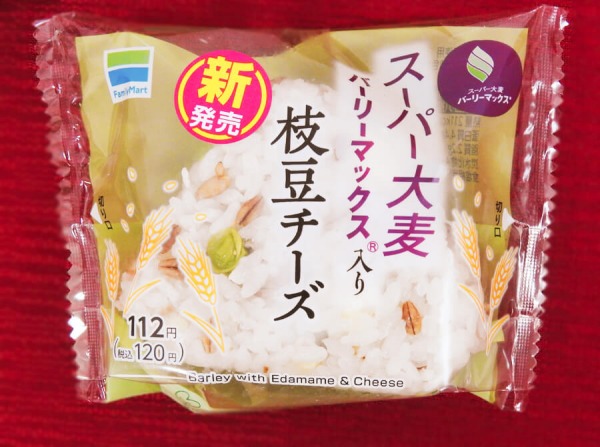 FamilyMart
新
発売
スーパー大麦
バーリーマックス®入り
枝豆チーズ
スーパー大麦
バーリーマックス®
切り口
切り口
112円
(税込120円)
Barley with Edamame & Cheese